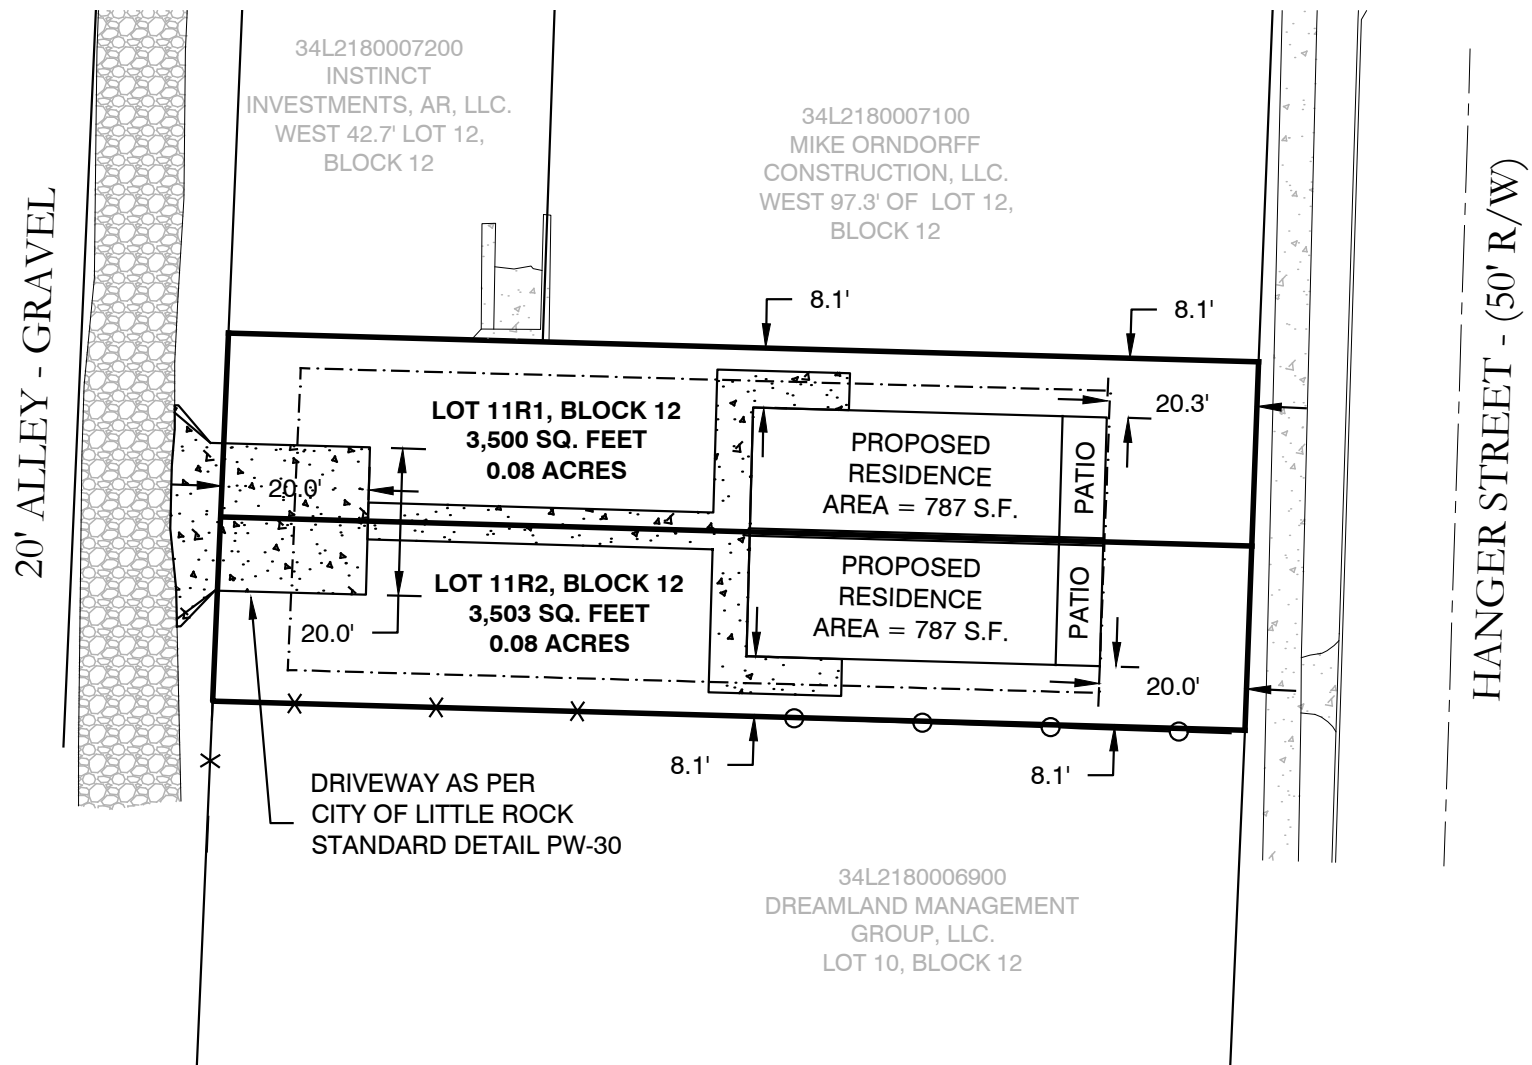 34L2180007200
INSTINCT
INVESTMENTS, AR, LLC.
WEST 42.7' LOT 12,
BLOCK 12
34L2180007100
MIKE ORNDORFF
CONSTRUCTION, LLC.
WEST 97.3' OF LOT 12,
BLOCK 12
20' ALLEY - GRAVEL
HANGER STREET - (50' R/W)
8.1'
8.1'
20.3'
LOT 11R1, BLOCK 12
3,500 SQ. FEET
0.08 ACRES
PROPOSED
RESIDENCE
AREA = 787 S.F.
PATIO
20.0'
LOT 11R2, BLOCK 12
3,503 SQ. FEET
0.08 ACRES
PROPOSED
RESIDENCE
AREA = 787 S.F.
PATIO
20.0'
20.0'
8.1'
8.1'
DRIVEWAY AS PER
CITY OF LITTLE ROCK
STANDARD DETAIL PW-30
34L2180006900
DREAMLAND MANAGEMENT
GROUP, LLC.
LOT 10, BLOCK 12